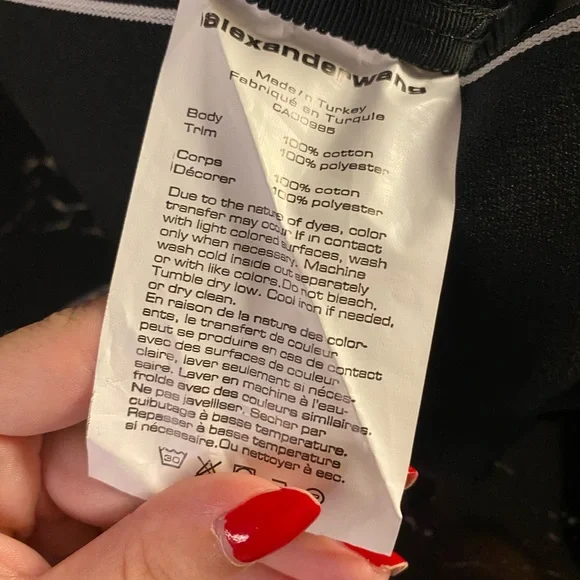 alexanderwang
Made in Turkey
Fabriqué en Turquie
CA00985
Body 100% cotton
Trim 100% polyester
Corps 100% coton
Décorer 100% polyester
Due to the nature of dyes, color
transfer may occur if in contact
with light colored surfaces, wash
only when necessary. Machine
wash cold inside out separately
or with like colors.Do not bleach.
Tumble dry low. Cool iron if needed,
or dry clean.
En raison de la nature des color-
ants, le transfert de couleur
peut se produire en cas de contact
avec des surfaces de couleur
claire, laver seulement si néces-
saire. Laver en machine à l'eau-
froide avec des couleurs similaires.
Ne pas javelliser. Secher par
cuibutage à basse température.
Repasser à basse temperature
si nécessaire.Ou nettoyer à sec.
30